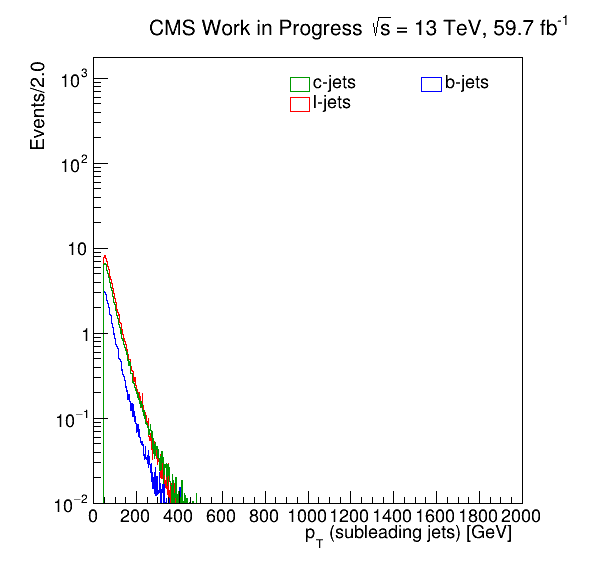 CMS Work in Progress √s = 13 TeV, 59.7 fb⁻¹
Events/2.0
c-jets b-jets
l-jets
10³
10²
10
1
10⁻¹
10⁻²
0 200 400 600 800 1000 1200 1400 1600 1800 2000
p_T (subleading jets) [GeV]